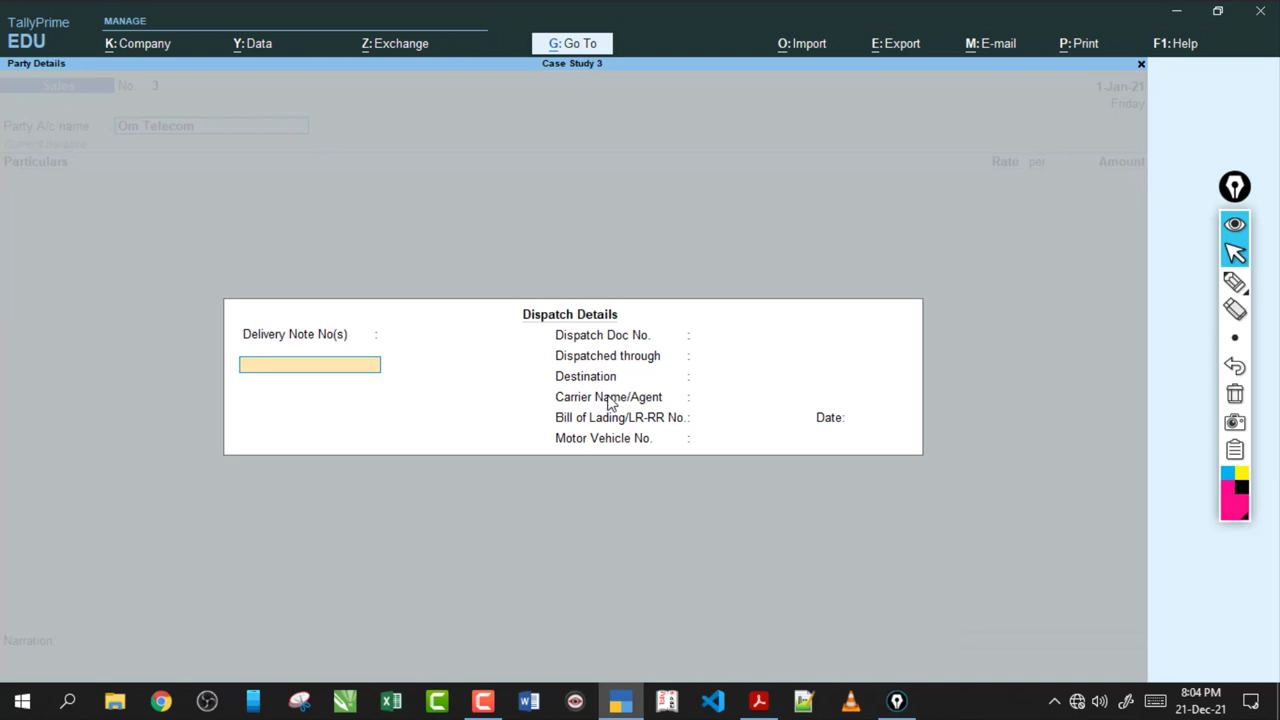 TallyPrime
EDU
MANAGE
K: Company
Y: Data
Z: Exchange
G: Go To
O: Import
E: Export
M: E-mail
P: Print
F1: Help
Party Details
Case Study 3
Sales
No. 3
1-Jan-21
Friday
Party A/c name
Om Telecom
Current balance
Particulars
Rate per
Amount
Dispatch Details
Delivery Note No(s) :
Dispatch Doc No. :
Dispatched through :
Destination :
Carrier Name/Agent :
Bill of Lading/LR-RR No. :
Date:
Motor Vehicle No. :
Narration:
8:04 PM
21-Dec-21